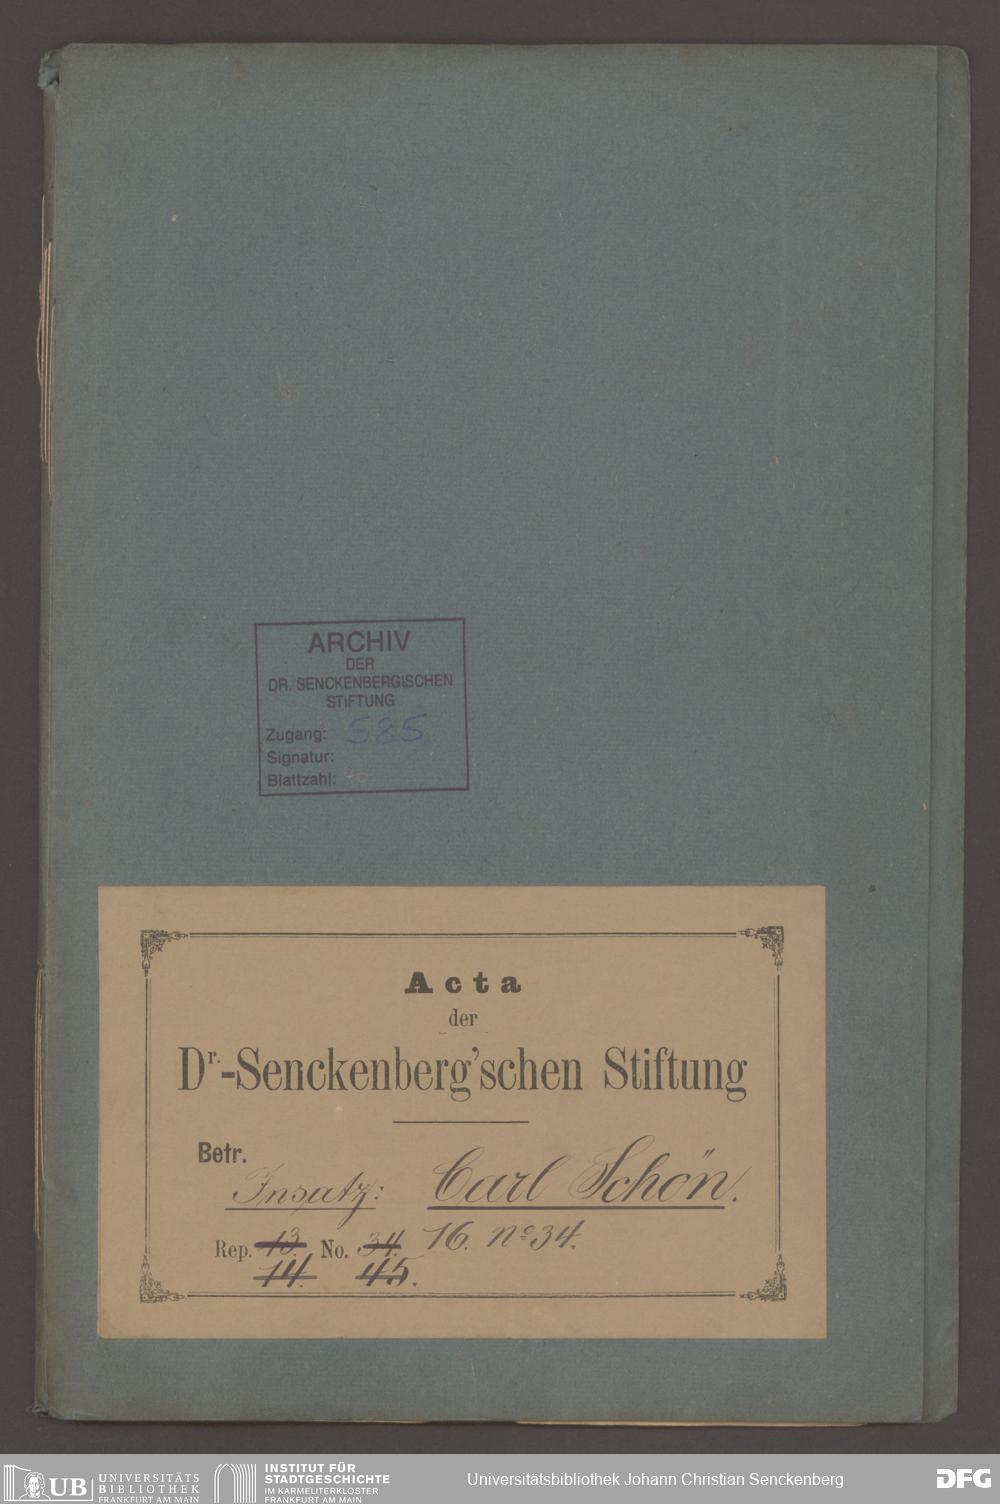 ARCHIV
DER
DR. SENCKENBERGISCHEN
STIFTUNG
Zugang: 585
Signatur:
Blattzahl: 40
Acta
der
Dr.-Senckenberg'schen Stiftung
Betr.
Insatz: Carl Schön.
Rep. 13. No. 34. 16. no 34.
14. 45.
UB UNIVERSITÄTS
BIBLIOTHEK
FRANKFURT AM MAIN
INSTITUT FÜR
STADTGESCHICHTE
IM KARMELITERKLOSTER
FRANKFURT AM MAIN
Universitätsbibliothek Johann Christian Senckenberg
DFG